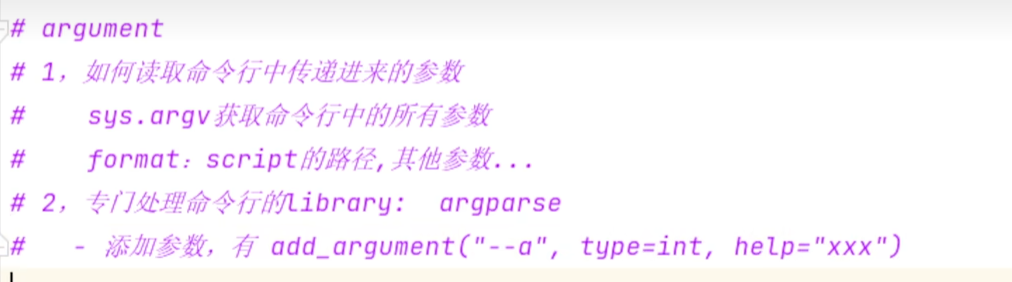 # argument
# 1，如何读取命令行中传递进来的参数
#    sys.argv获取命令行中的所有参数
#    format：script的路径,其他参数...
# 2，专门处理命令行的library:  argparse
#   - 添加参数，有 add_argument("--a", type=int, help="xxx")